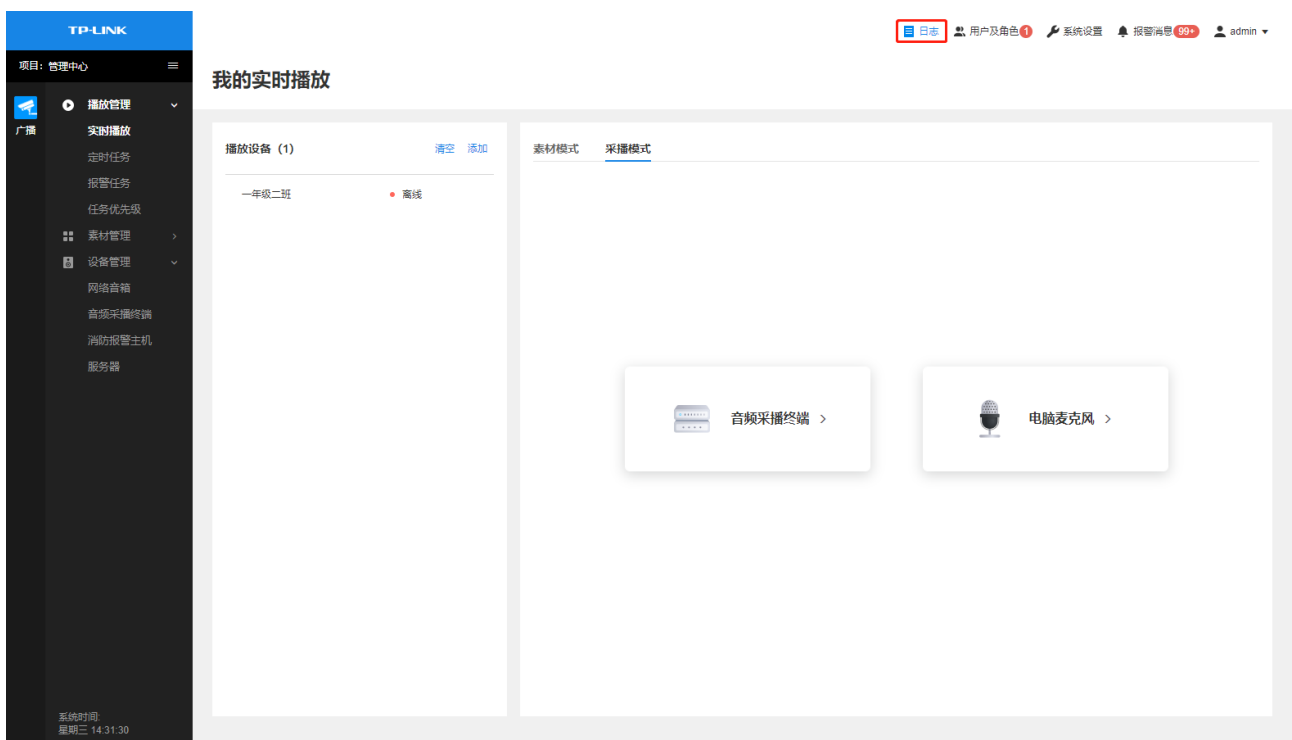 TP-LINK
日志 用户及角色 1 系统设置 报警消息 99+ admin
项目: 管理中心
我的实时播放
广播
播放管理
实时播放
定时任务
报警任务
任务优先级
素材管理
设备管理
网络音箱
音频采播终端
消防报警主机
服务器
系统时间:
星期三 14:31:30
播放设备 (1) 清空 添加
一年级二班 离线
素材模式 采播模式
音频采播终端 >
电脑麦克风 >